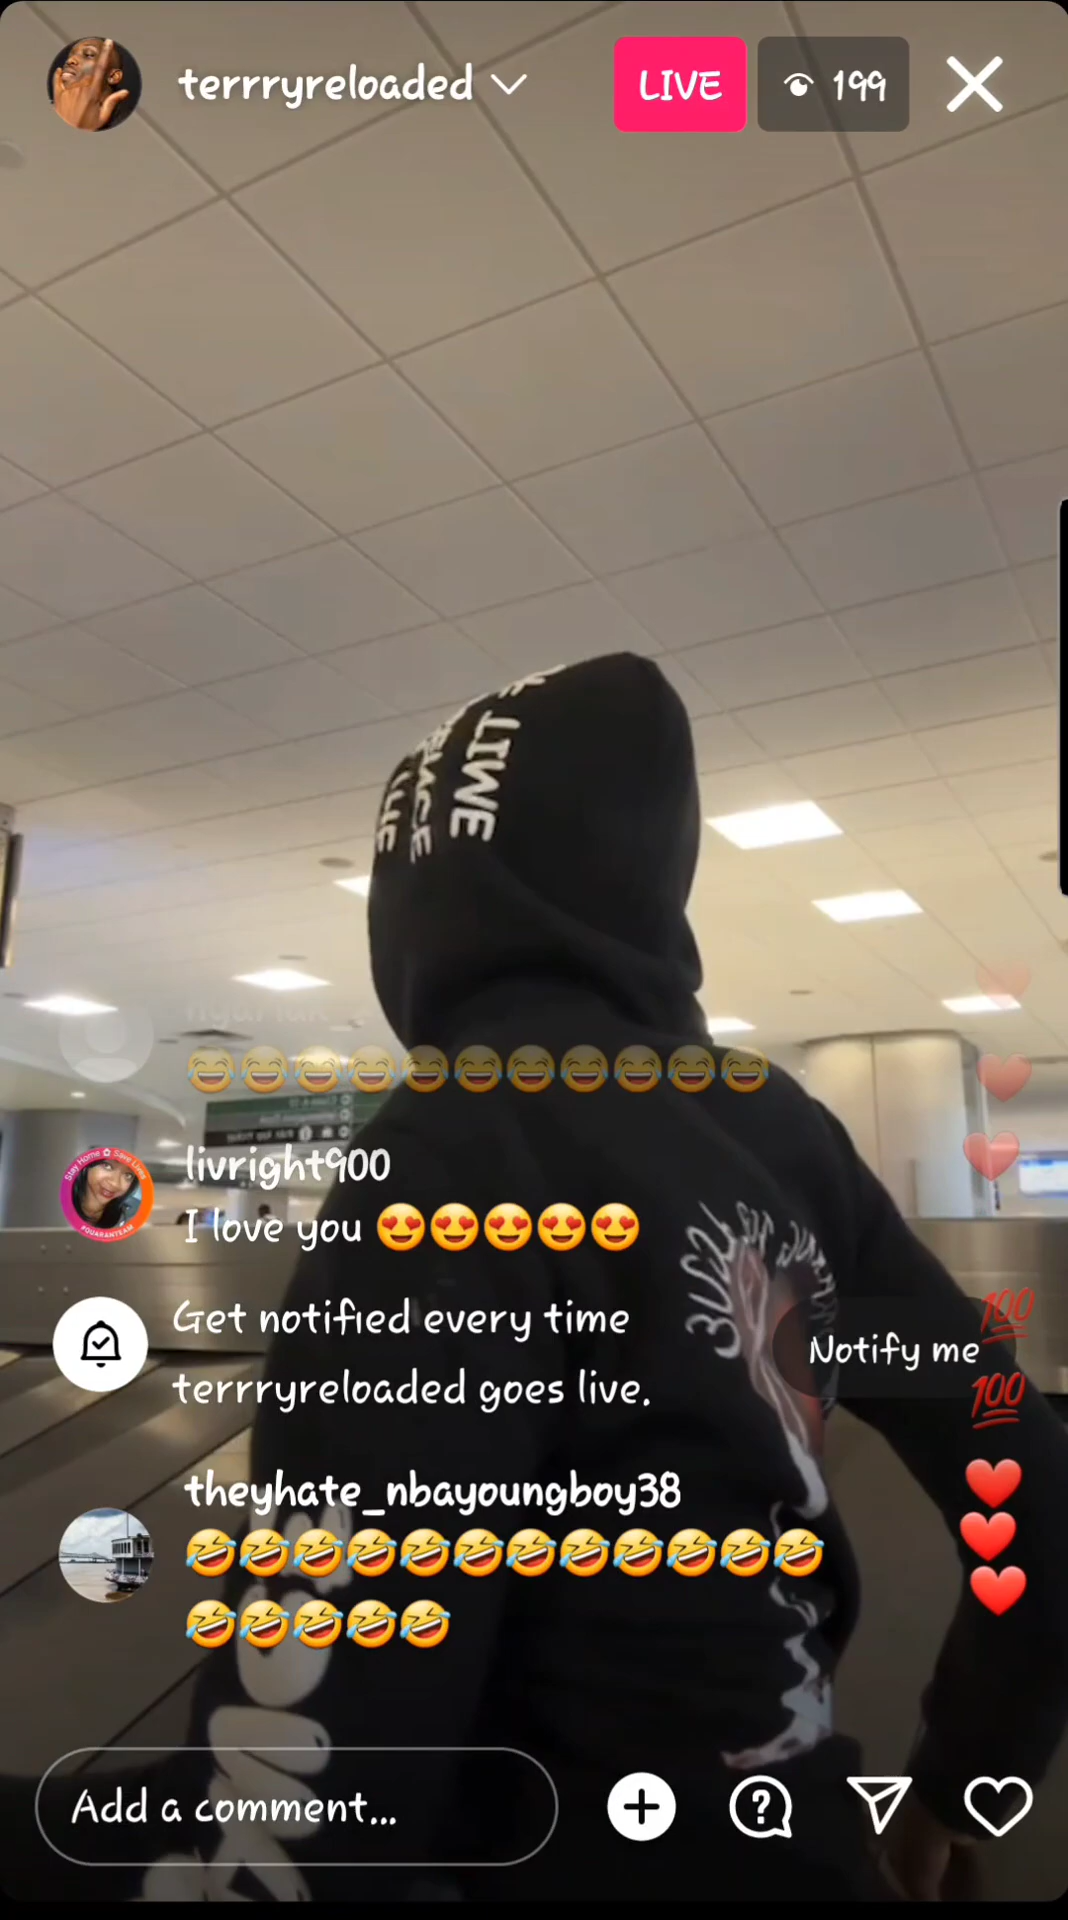 terrryreloaded
LIVE
199
😂😂😂😂😂😂😂😂😂😂😂
livright900
I love you 😍😍😍😍😍
Get notified every time
terrryreloaded goes live.
Notify me
💯
💯
theyhate_nbayoungboy38
🤣🤣🤣🤣🤣🤣🤣🤣🤣🤣🤣🤣
🤣🤣🤣🤣🤣
Add a comment...